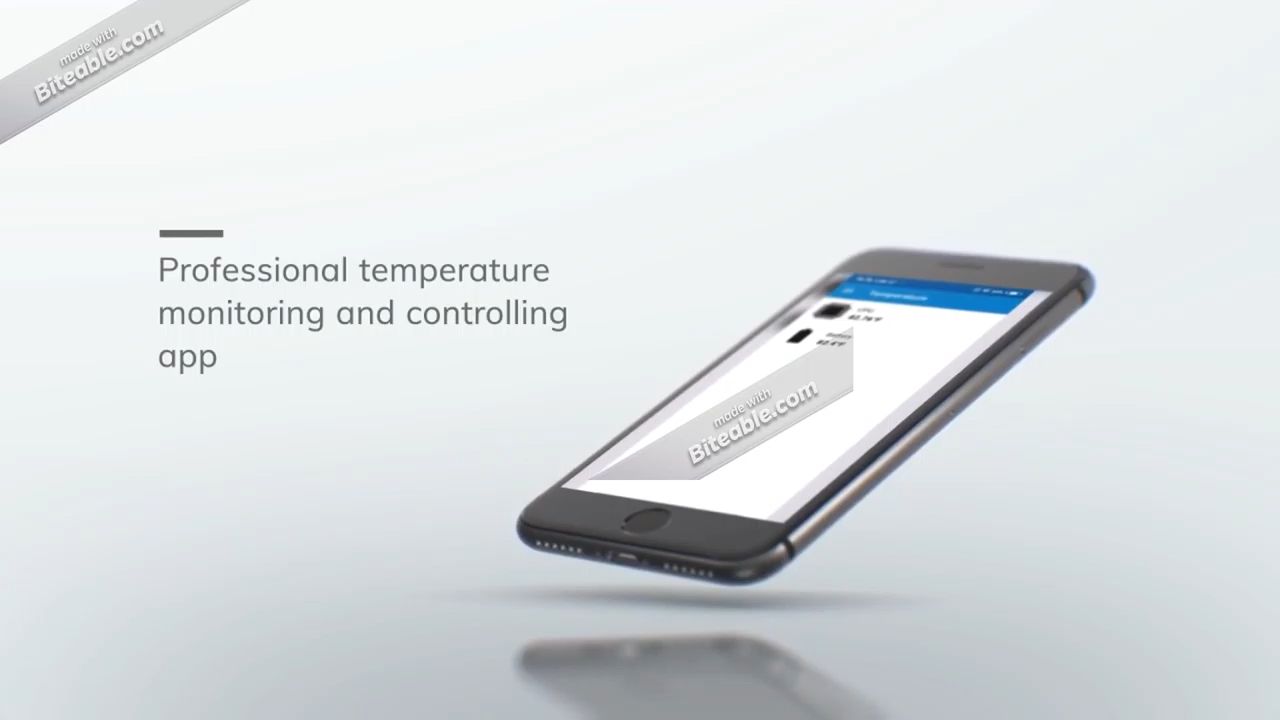 made with
Biteable.com
Professional temperature
monitoring and controlling
app
Temperature
made with
Biteable.com